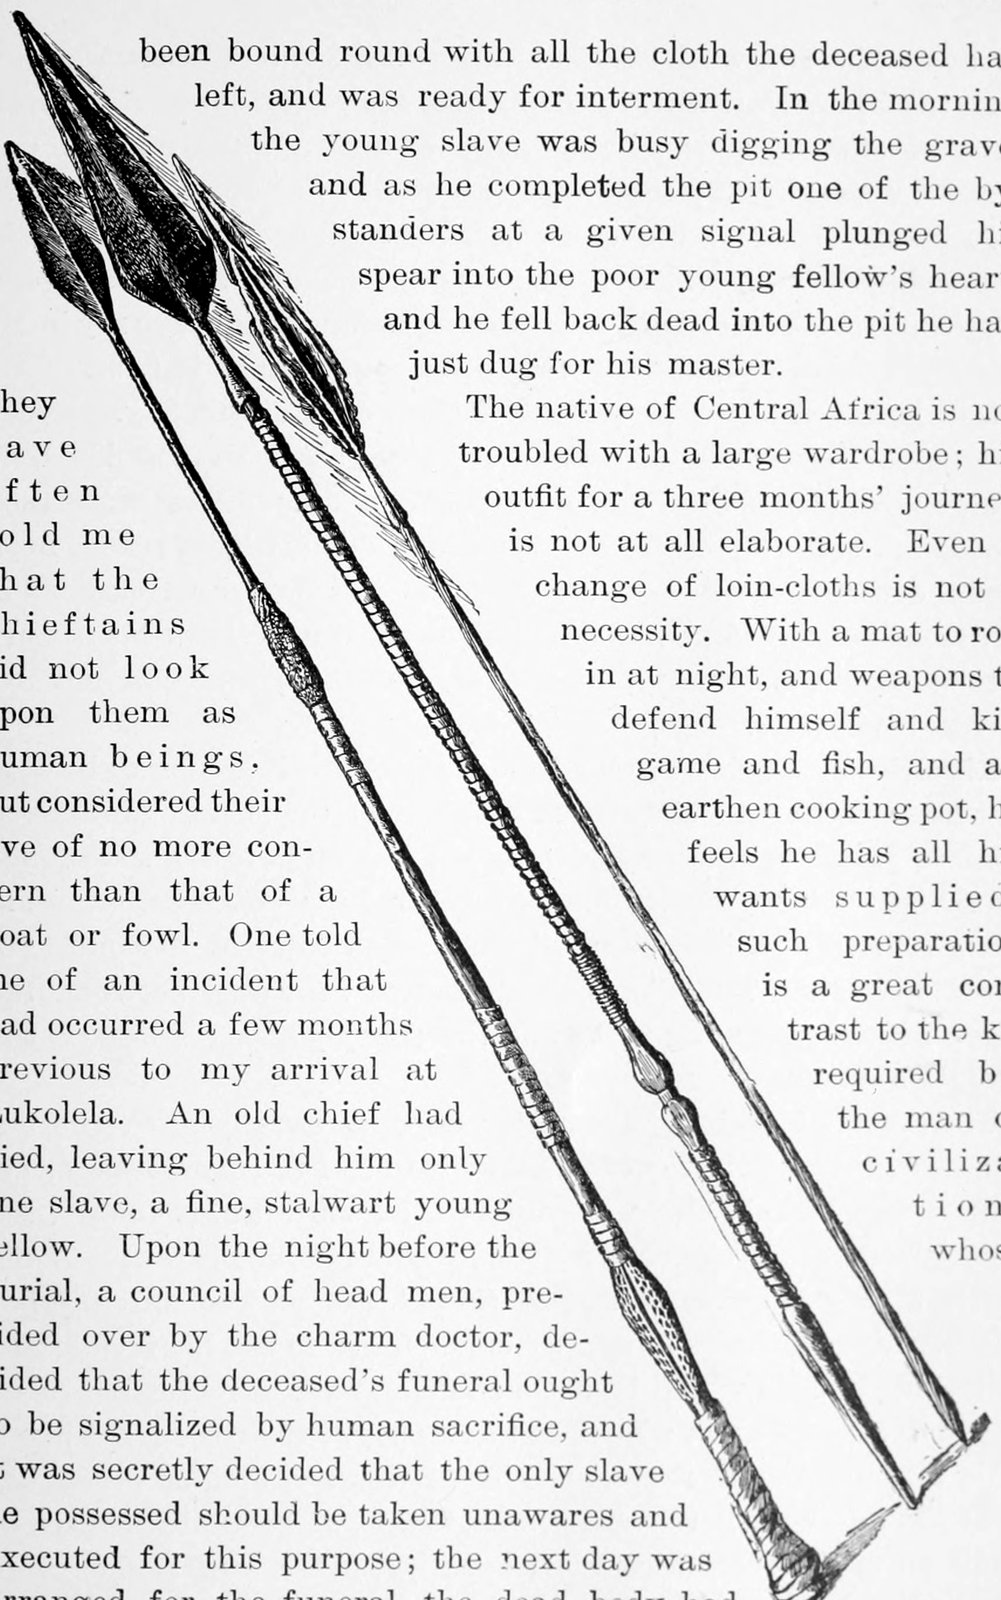 hey
ave
ften
old me
hat the
hieftains
id not look
pon them as
uman beings.
ut considered their
ve of no more con-
ern than that of a
oat or fowl. One told
e of an incident that
ad occurred a few months
revious to my arrival at
ukolela. An old chief had
ied, leaving behind him only
ne slave, a fine, stalwart young
ellow. Upon the night before the
urial, a council of head men, pre-
ided over by the charm doctor, de-
ided that the deceased's funeral ought
o be signalized by human sacrifice, and
was secretly decided that the only slave
e possessed should be taken unawares and
xecuted for this purpose; the next day was
rranged for the funeral, the dead body had
been bound round with all the cloth the deceased ha
left, and was ready for interment. In the mornin
the young slave was busy digging the grave
and as he completed the pit one of the by
standers at a given signal plunged hi
spear into the poor young fellow's hear
and he fell back dead into the pit he ha
just dug for his master.
The native of Central Africa is no
troubled with a large wardrobe; hi
outfit for a three months' journe
is not at all elaborate. Even
change of loin-cloths is not
necessity. With a mat to ro
in at night, and weapons t
defend himself and ki
game and fish, and a
earthen cooking pot, h
feels he has all hi
wants supplied
such preparatio
is a great con
trast to the k
required b
the man o
civiliza
tion
whos